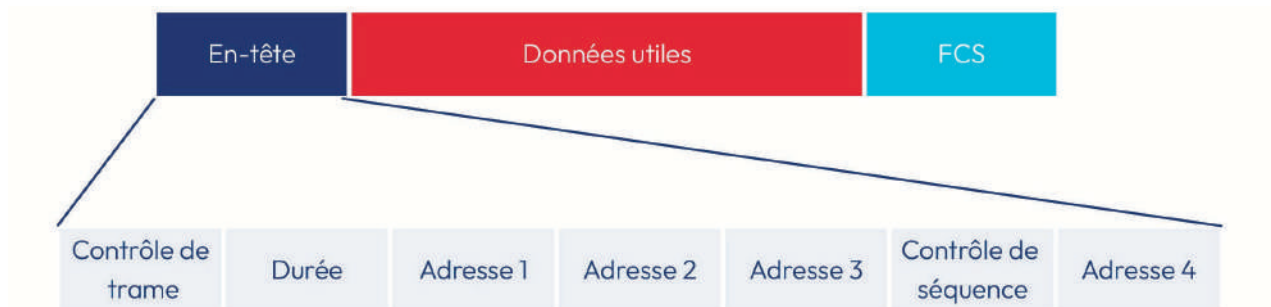 En-tête
Données utiles
FCS
Contrôle de
trame
Durée
Adresse 1
Adresse 2
Adresse 3
Contrôle de
séquence
Adresse 4